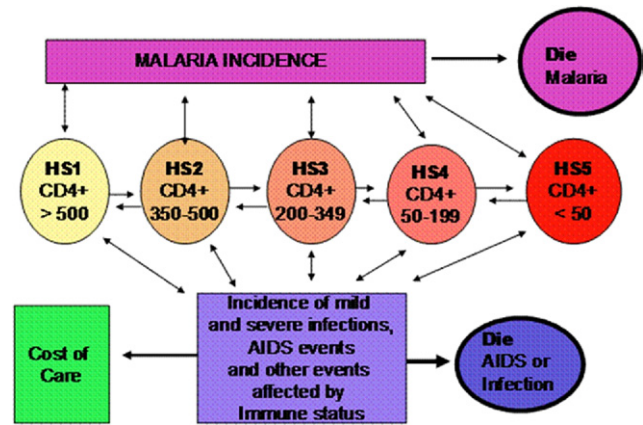 MALARIA INCIDENCE
Die
Malaria
HS1
CD4+
> 500
HS2
CD4+
350-500
HS3
CD4+
200-349
HS4
CD4+
50-199
HS5
CD4+
< 50
Cost of
Care
Incidence of mild
and severe infections,
AIDS events
and other events
affected by
Immune status
Die
AIDS or
Infection